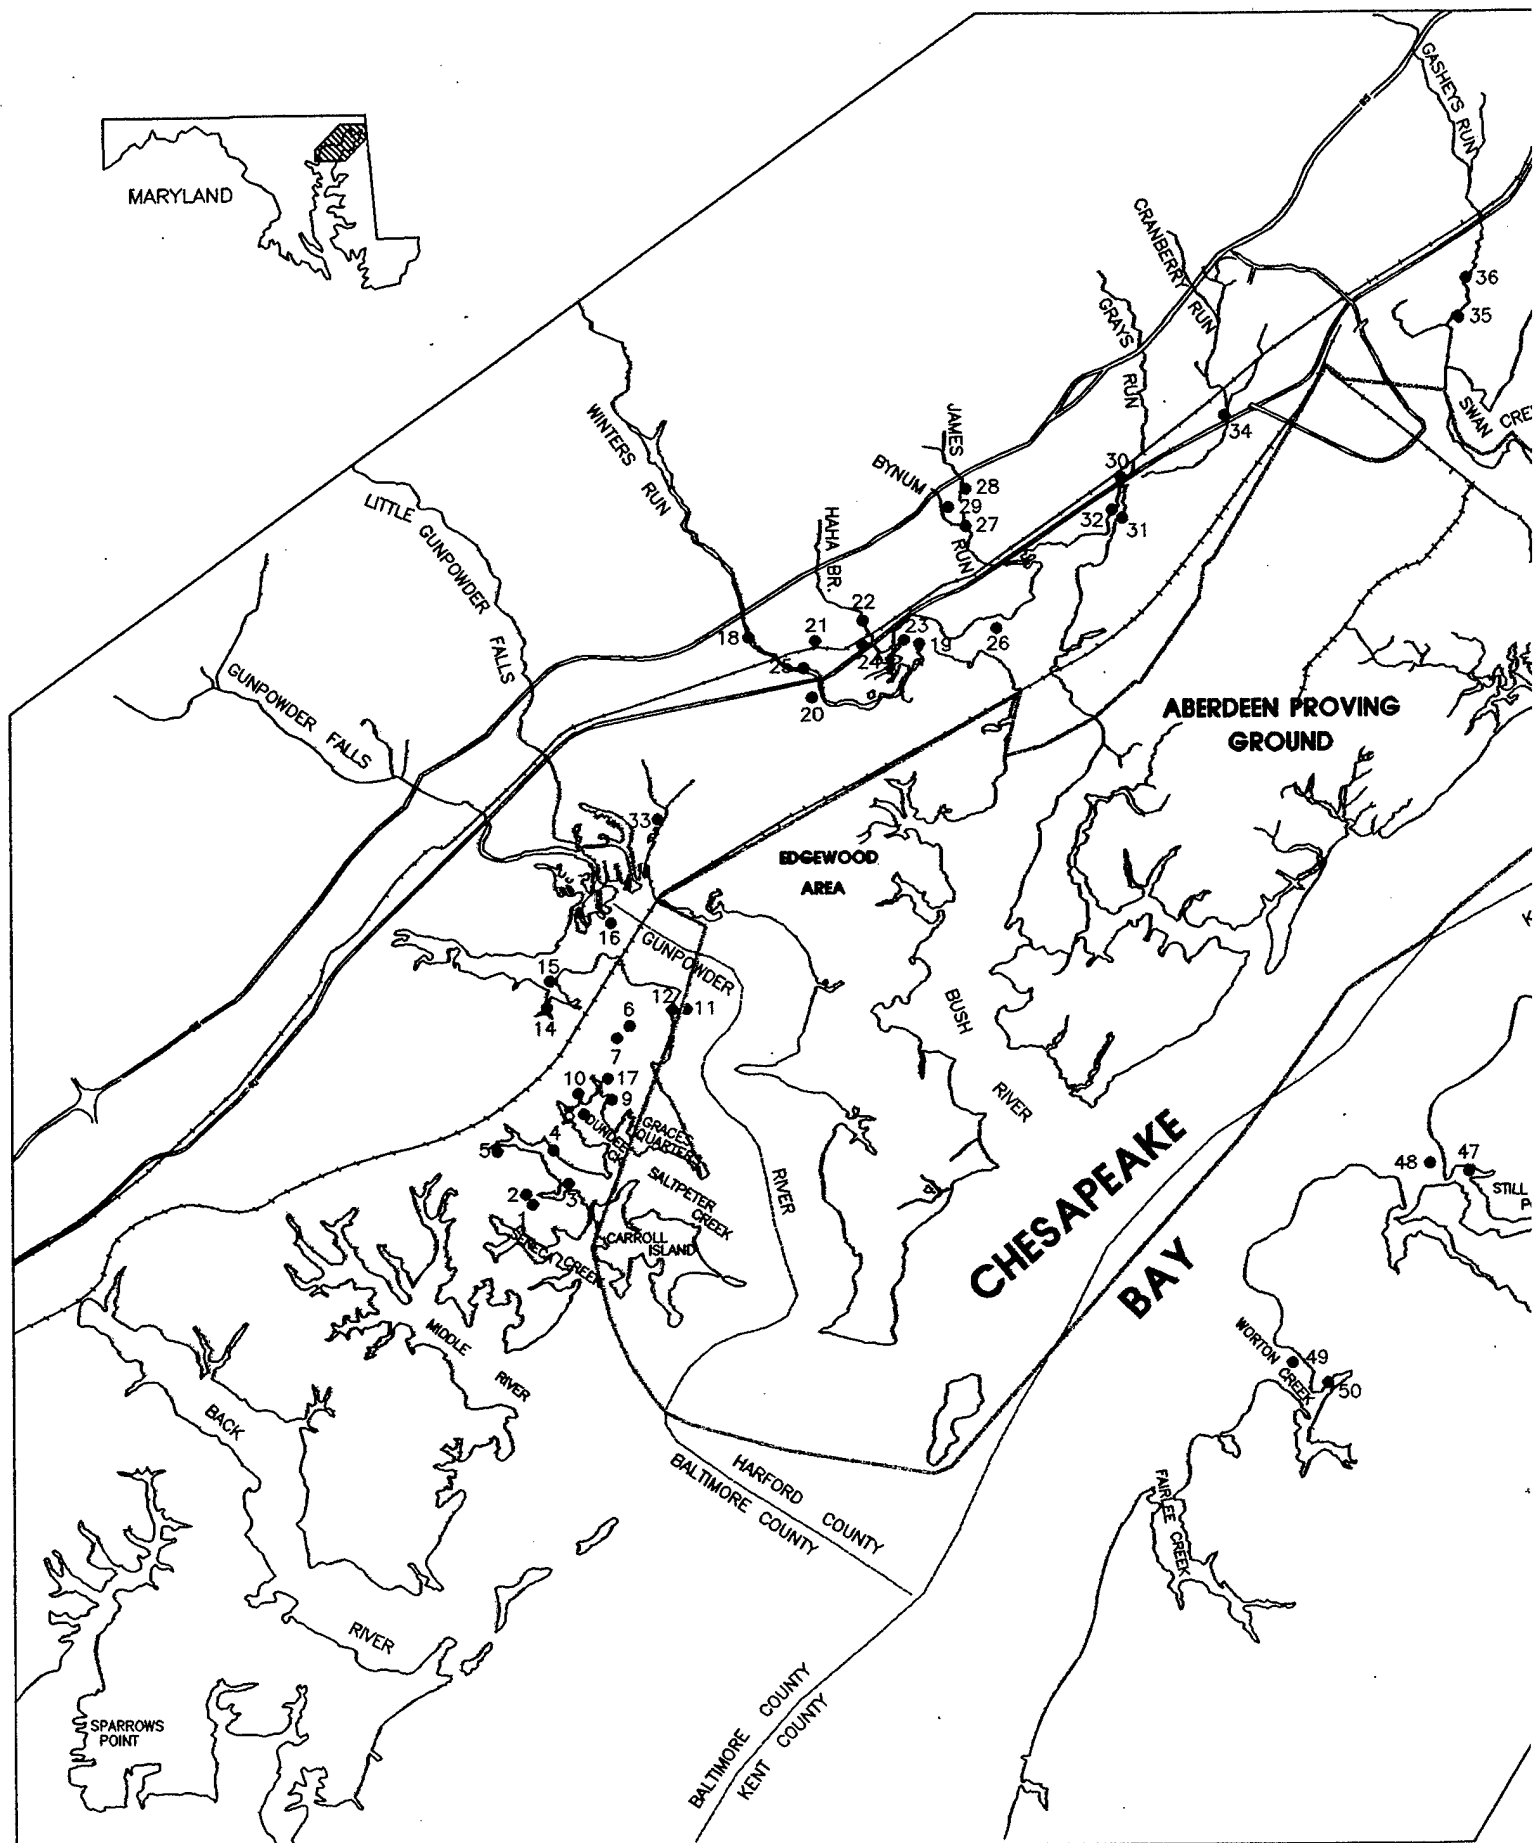 GASHEYS RUN
MARYLAND
CRANBERRY RUN
36
35
GRAYS RUN
SWAN
34
WINTERS RUN
JAMES
BYNUM
RUN
30
28
29
27
32
31
LITTLE GUNPOWDER FALLS
HAHA BR.
22
21
23
18
19
26
25
24
20
GUNPOWDER FALLS
ABERDEEN PROVING
GROUND
33
EDGEWOOD
AREA
16
GUNPOWDER
RIVER
15
14
12
11
6
7
BUSH
RIVER
10
17
9
GRACES
QUARTERS
5
4
3
2
1
SALTPETER
CREEK
SENECA CREEK
CARROLL
ISLAND
CHESAPEAKE
BAY
48
47
STILL
MIDDLE
RIVER
WORTON
CREEK
49
50
BACK
RIVER
HARFORD COUNTY
BALTIMORE COUNTY
FAIRLEE CREEK
SPARROWS
POINT
BALTIMORE COUNTY
KENT COUNTY